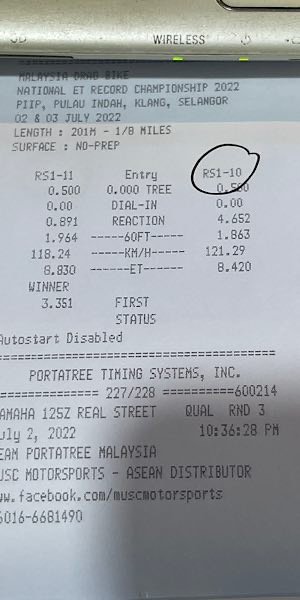 WIRELESS
MALAYSIA DRAG BIKE
NATIONAL ET RECORD CHAMPIONSHIP 2022
PIIP, PULAU INDAH, KLANG, SELANGOR
02 & 03 JULY 2022
LENGTH : 201M - 1/8 MILES
SURFACE : NO-PREP
RS1-11 Entry RS1-10
0.500 0.000 TREE 0.500
0.00 DIAL-IN 0.00
0.891 REACTION 4.652
1.964 -----60FT----- 1.863
118.24 -----KM/H----- 121.29
8.830 ------ET------ 8.420
WINNER
3.351 FIRST
STATUS
Autostart Disabled
========================================
PORTATREE TIMING SYSTEMS, INC.
============== 227/228 ==========600214
AMAHA 125Z REAL STREET QUAL RND 3
uly 2, 2022 10:36:28 PM
EAM PORTATREE MALAYSIA
USC MOTORSPORTS - ASEAN DISTRIBUTOR
ww.facebook.com/muscmotorsports
6016-6681490